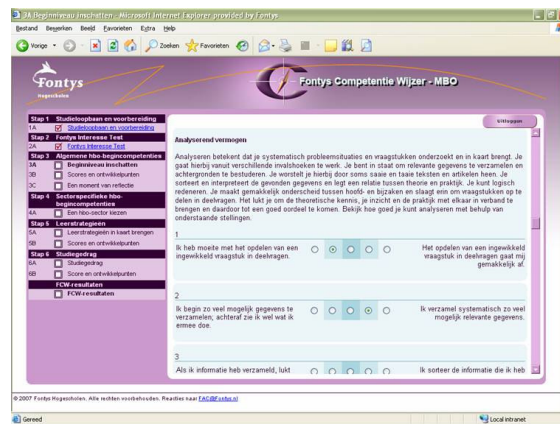 3A Beginniveau inschatten - Microsoft Internet Explorer provided by Fontys
Bestand Bewerken Beeld Favorieten Extra Help
Vorige Zoeken Favorieten
Fontys
Hogescholen
Fontys Competentie Wijzer - MBO
Uitloggen
Stap 1 Studieloopbaan en voorbereiding
1A Studieloopbaan en voorbereiding
Stap 2 Fontys Interesse Test
2A Fontys Interesse Test
Stap 3 Algemene hbo-begincompetenties
3A Beginniveau inschatten
3B Scores en ontwikkelpunten
3C Een moment van reflectie
Stap 4 Sectorspecifieke hbo-
begincompetenties
4A Een hbo-sector kiezen
Stap 5 Leerstrategieën
5A Leerstrategieën in kaart brengen
5B Scores en ontwikkelpunten
Stap 6 Studiegedrag
6A Studiegedrag
6B Score en ontwikkelpunten
FCW-resultaten
FCW-resultaten
Analyserend vermogen
Analyseren betekent dat je systematisch probleemsituaties en vraagstukken onderzoekt en in kaart brengt. Je
gaat hierbij vanuit verschillende invalshoeken te werk. Je bent in staat om relevante gegevens te verzamelen en
achtergronden te bestuderen. Je worstelt je hierbij door soms saaie en taaie teksten en artikelen heen. Je
sorteert en interpreteert de gevonden gegevens en legt een relatie tussen theorie en praktijk. Je kunt logisch
redeneren. Je maakt gemakkelijk onderscheid tussen hoofd- en bijzaken en slaagt erin om vraagstukken op te
delen in deelvragen. Het lukt je om de theoretische kennis, je inzicht en de praktijk met elkaar in verband te
brengen en daardoor tot een goed oordeel te komen. Bekijk hoe goed je kunt analyseren met behulp van
onderstaande stellingen.
1
Ik heb moeite met het opdelen van een
ingewikkeld vraagstuk in deelvragen.
Het opdelen van een ingewikkeld
vraagstuk in deelvragen gaat mij
gemakkelijk af.
2
Ik begin zo veel mogelijk gegevens te
verzamelen; achteraf zie ik wel wat ik
ermee doe.
Ik verzamel systematisch zo veel
mogelijk relevante gegevens.
3
Als ik informatie heb verzameld, lukt
Ik sorteer de informatie die ik heb
© 2007 Fontys Hogescholen. Alle rechten voorbehouden. Reacties naar FAC@Fontys.nl
Gereed
Local intranet